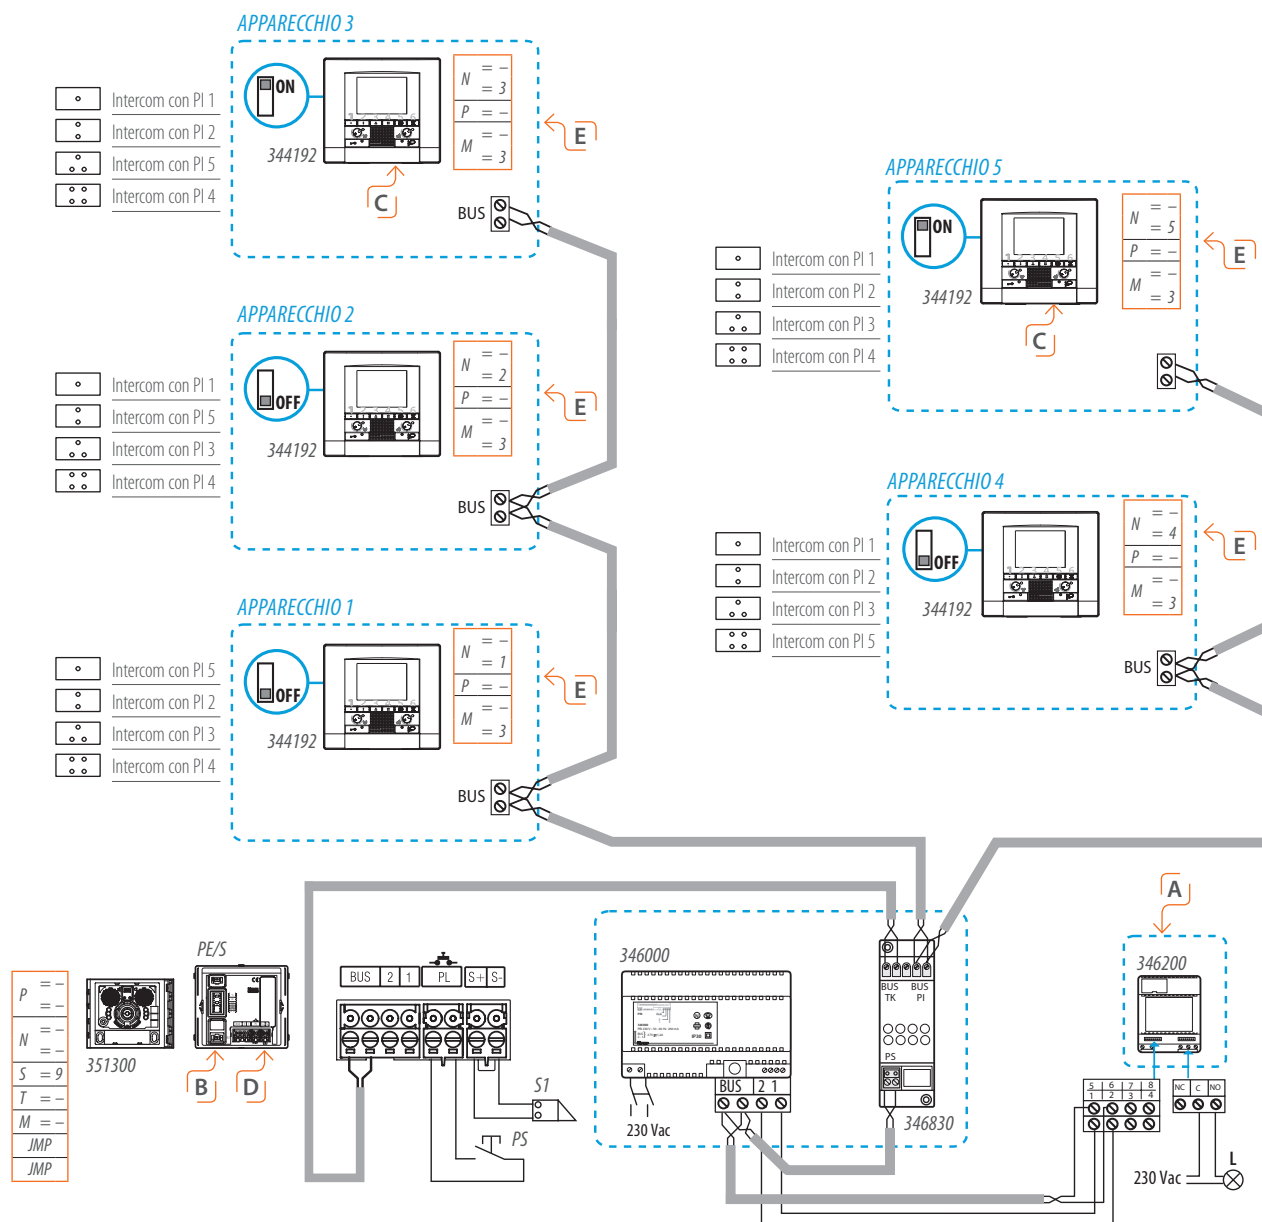 APPARECCHIO 3
ON
344192
N = –
= 3
P = –
M = –
= 3
E
C
BUS
Intercom con PI 1
Intercom con PI 2
Intercom con PI 5
Intercom con PI 4
APPARECCHIO 2
OFF
344192
N = –
= 2
P = –
M = –
= 3
E
BUS
Intercom con PI 1
Intercom con PI 5
Intercom con PI 3
Intercom con PI 4
APPARECCHIO 1
OFF
344192
N = –
= 1
P = –
M = –
= 3
E
BUS
Intercom con PI 5
Intercom con PI 2
Intercom con PI 3
Intercom con PI 4
APPARECCHIO 5
ON
344192
N = –
= 5
P = –
M = –
= 3
E
C
Intercom con PI 1
Intercom con PI 2
Intercom con PI 3
Intercom con PI 4
APPARECCHIO 4
OFF
344192
N = –
= 4
P = –
M = –
= 3
E
BUS
Intercom con PI 1
Intercom con PI 2
Intercom con PI 3
Intercom con PI 5
P = –
= –
N = –
= –
S = 9
T = –
M = –
JMP
JMP
351300
PE/S
B
D
BUS 2 1 PL S+ S-
S1
PS
346000
230 Vac
BUS 2 1
BUS TK
BUS PI
PS
346830
A
346200
5 6 7 8
1 2 3 4
NC C NO
230 Vac
L